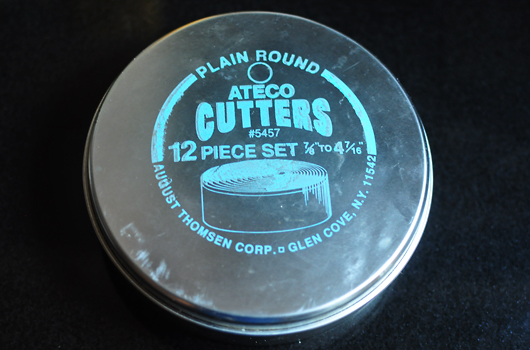 PLAIN ROUND
ATECO
CUTTERS
#5457
12 PIECE SET 7/8" TO 4 7/16"
AUGUST THOMSEN CORP. □ GLEN COVE, N.Y. 11542